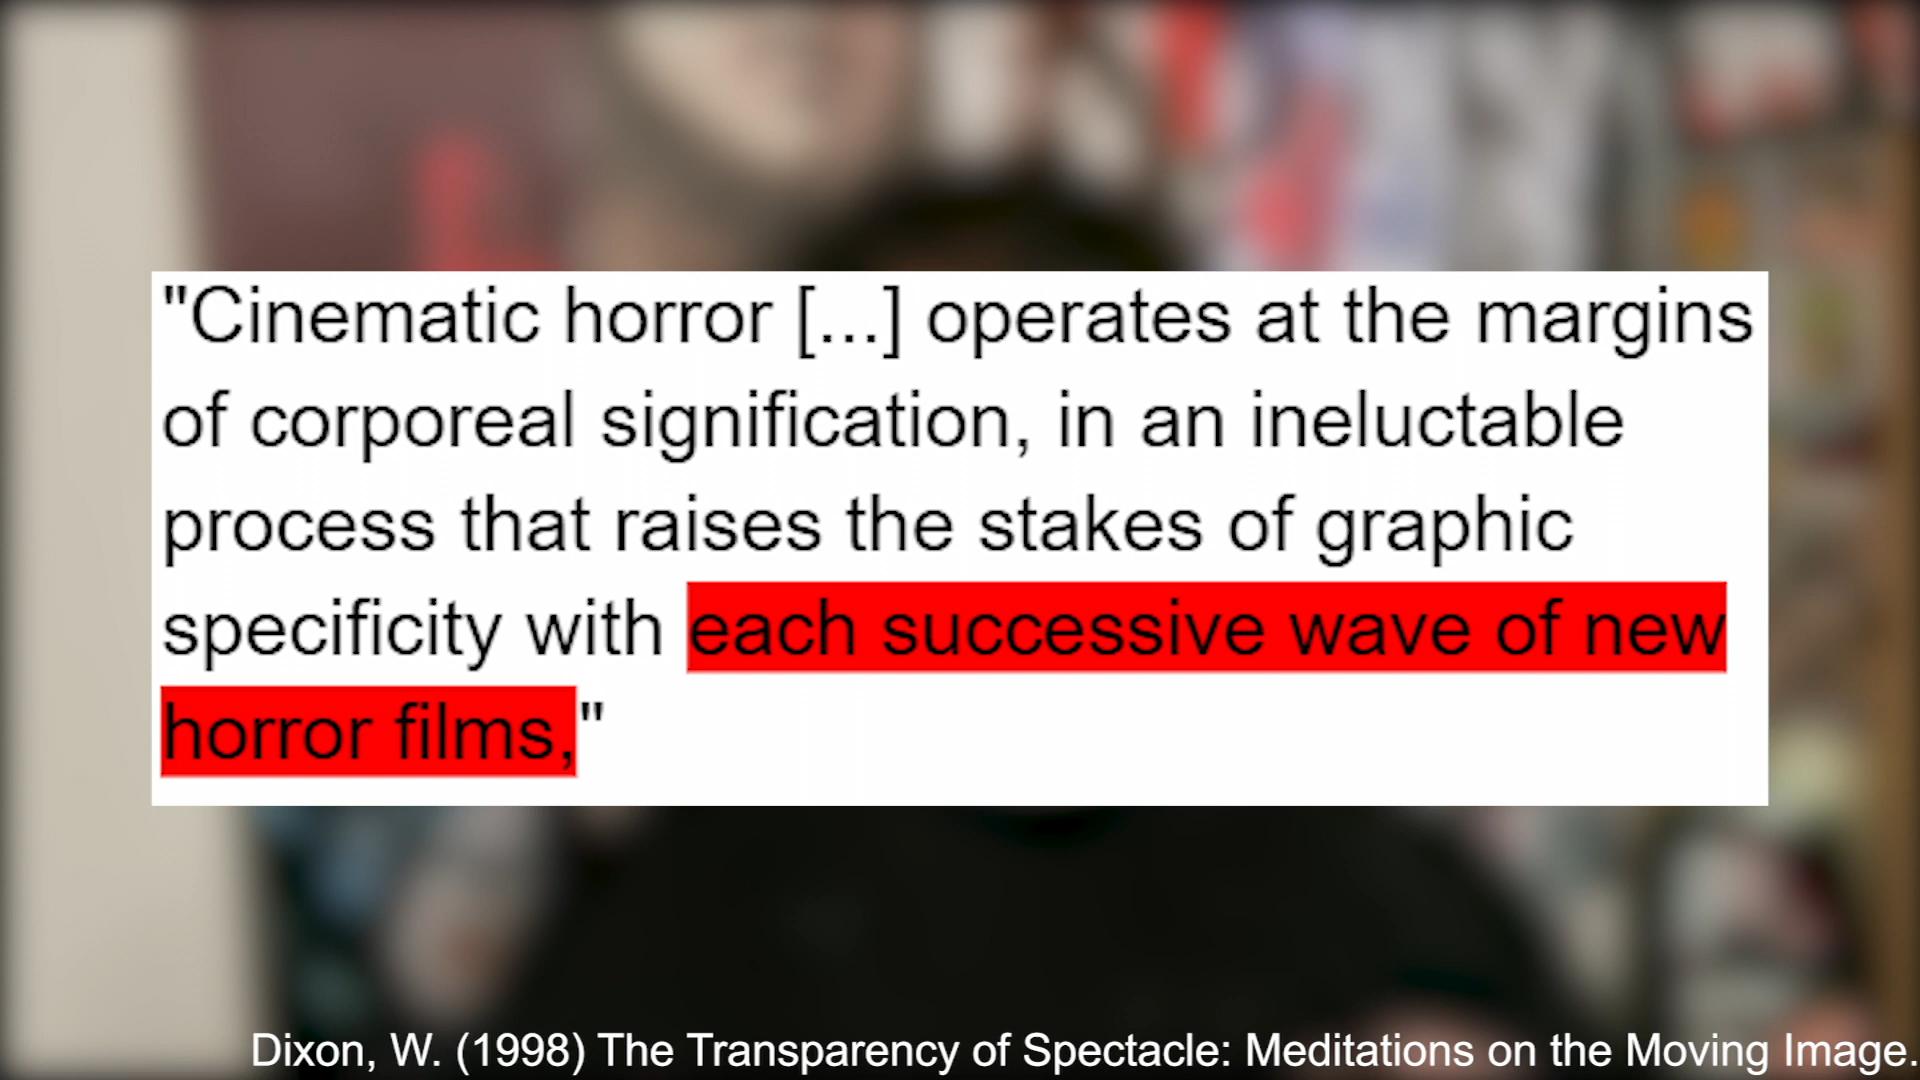 "Cinematic horror [...] operates at the margins
of corporeal signification, in an ineluctable
process that raises the stakes of graphic
specificity with each successive wave of new
horror films,"
Dixon, W. (1998) The Transparency of Spectacle: Meditations on the Moving Image.